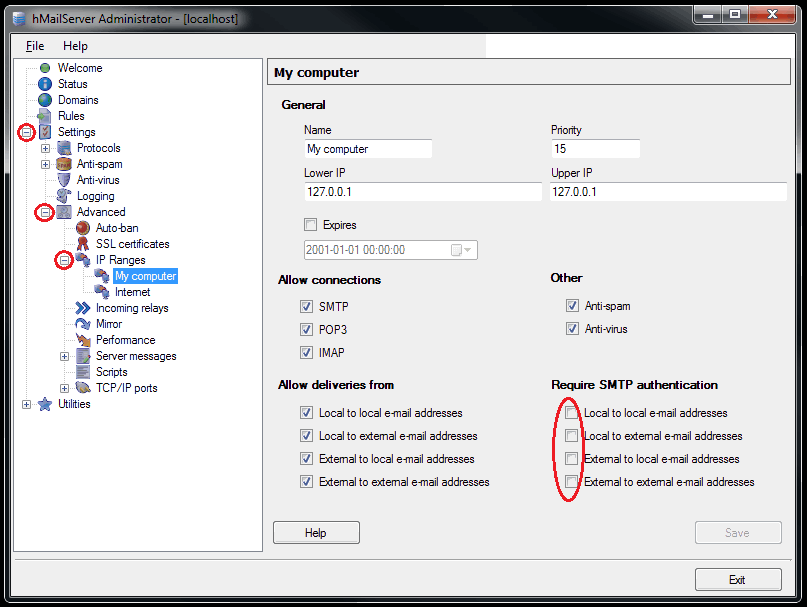 hMailServer Administrator - [localhost]
File Help
Welcome
Status
Domains
Rules
Settings
Protocols
Anti-spam
Anti-virus
Logging
Advanced
Auto-ban
SSL certificates
IP Ranges
My computer
Internet
Incoming relays
Mirror
Performance
Server messages
Scripts
TCP/IP ports
Utilities
My computer
General
Name Priority
My computer 15
Lower IP Upper IP
127.0.0.1 127.0.0.1
Expires
2001-01-01 00:00:00
Allow connections
SMTP
POP3
IMAP
Other
Anti-spam
Anti-virus
Allow deliveries from
Local to local e-mail addresses
Local to external e-mail addresses
External to local e-mail addresses
External to external e-mail addresses
Require SMTP authentication
Local to local e-mail addresses
Local to external e-mail addresses
External to local e-mail addresses
External to external e-mail addresses
Help Save
Exit